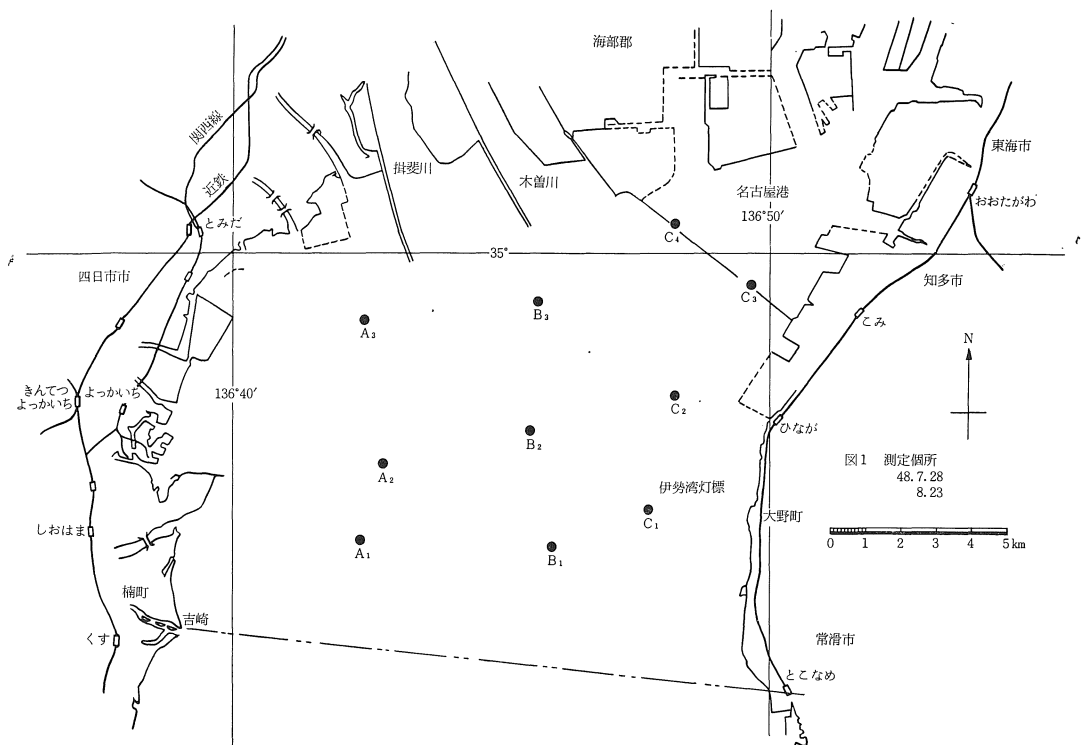 海部郡
関西線
近鉄
揖斐川
木曽川
名古屋港
136°50′
東海市
おおたがわ
とみだ
C4
35°
四日市市
知多市
C3
B3
A3
こみ
N
136°40′
きんてつ
よっかいち
よっかいち
C2
ひなが
B2
A2
図1 測定個所
48.7.28
8.23
伊勢湾灯標
C1
大野町
しおはま
A1
B1
0 1 2 3 4 5km
楠町
吉崎
くす
常滑市
とこなめ